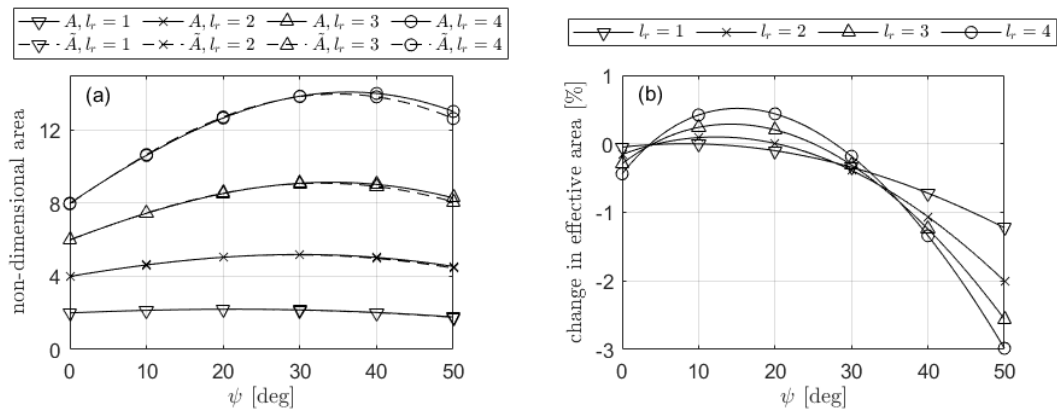 A, l_r = 1 A, l_r = 2 A, l_r = 3 A, l_r = 4
Ã, l_r = 1 Ã, l_r = 2 Ã, l_r = 3 Ã, l_r = 4
(a)
non-dimensional area
12
8
4
0
0 10 20 30 40 50
ψ [deg]
l_r = 1 l_r = 2 l_r = 3 l_r = 4
(b)
change in effective area [%]
1
0
-1
-2
-3
0 10 20 30 40 50
ψ [deg]